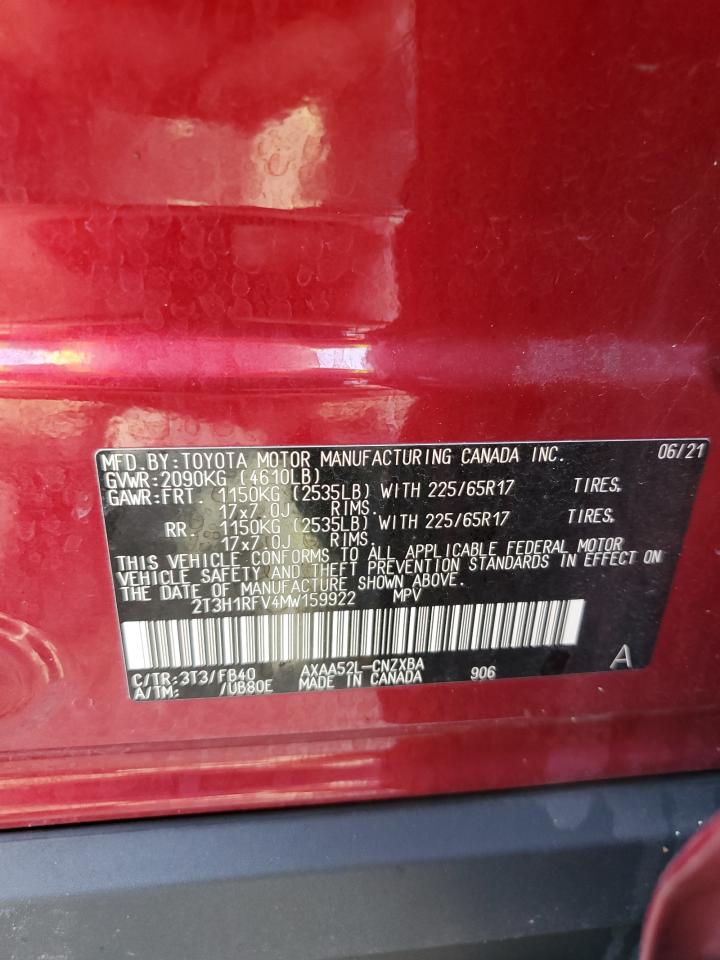 MFD.BY:TOYOTA MOTOR MANUFACTURING CANADA INC. 06/21
GVWR:2090KG (4610LB)
GAWR:FRT. 1150KG (2535LB) WITH 225/65R17 TIRES,
17x7.0J RIMS.
RR. 1150KG (2535LB) WITH 225/65R17 TIRES,
17x7.0J RIMS.
THIS VEHICLE CONFORMS TO ALL APPLICABLE FEDERAL MOTOR
VEHICLE SAFETY AND THEFT PREVENTION STANDARDS IN EFFECT ON
THE DATE OF MANUFACTURE SHOWN ABOVE.
2T3H1RFV4MW159922 MPV
C/TR:3T3/FB40 AXAA52L-CNZXBA 906 A
A/TM: /UB80E MADE IN CANADA